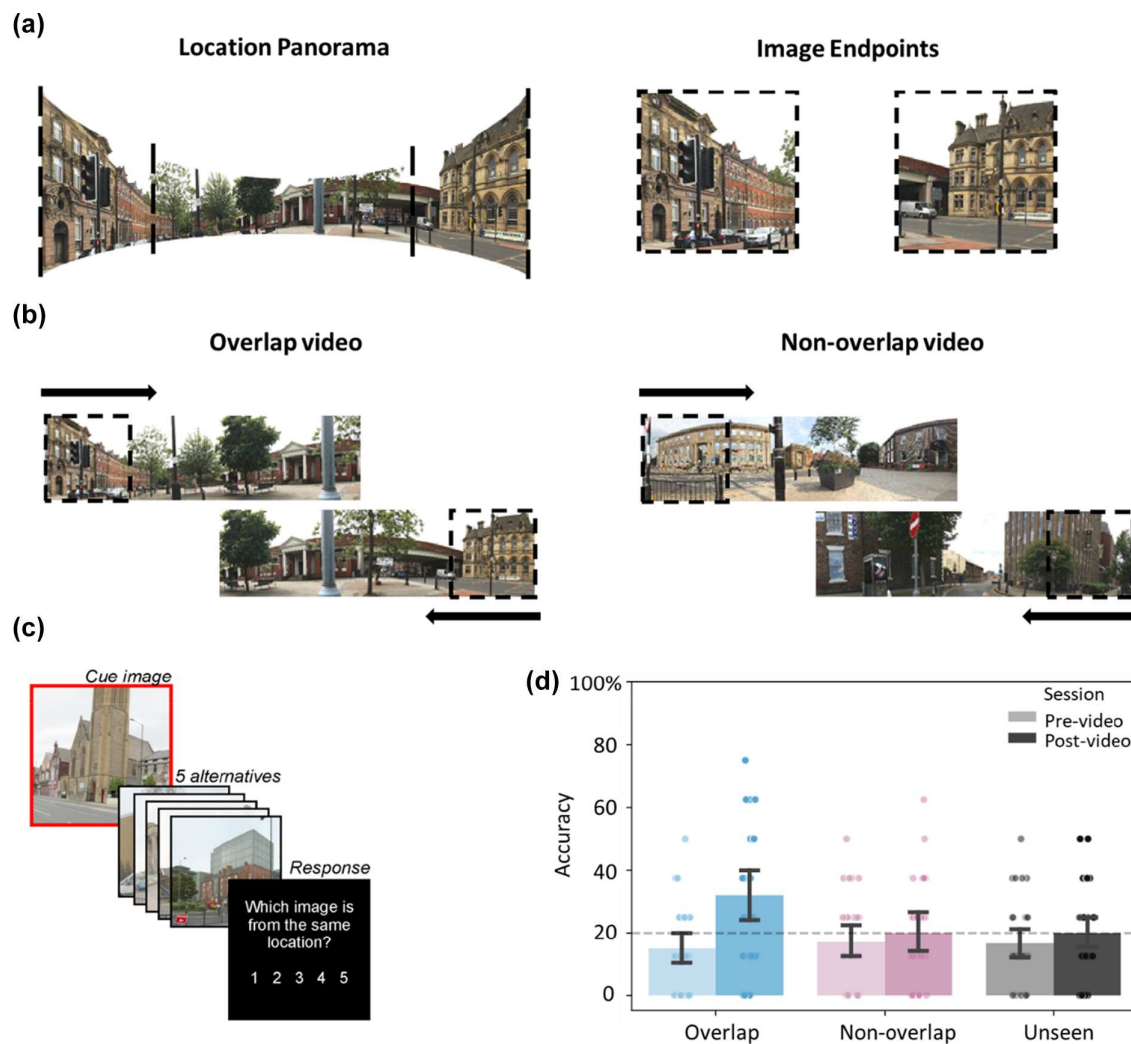 (a)
Location Panorama
Image Endpoints
(b)
Overlap video
Non-overlap video
(c)
Cue image
5 alternatives
Response
Which image is
from the same
location?
1 2 3 4 5
(d)
100%
80
60
40
20
0
Accuracy
Session
Pre-video
Post-video
Overlap
Non-overlap
Unseen